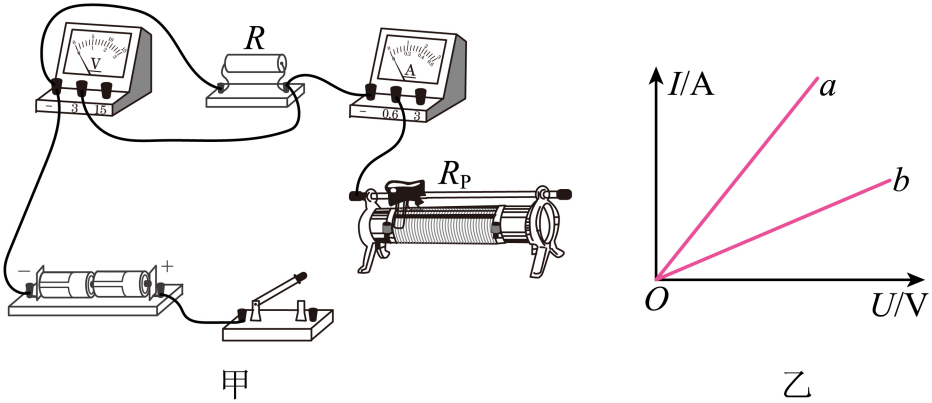 R
V
- 3 15
A
- 0.6 3
R_P
- +
甲
I/A
a
b
O
U/V
乙